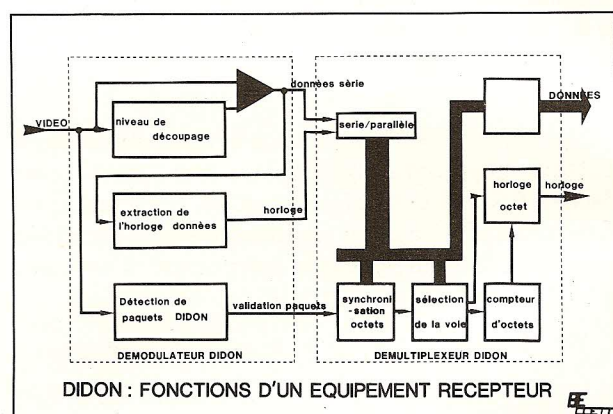 données série
DONNEES
VIDEO
niveau de
découpage
serie/parallèle
extraction de
l'horloge données
horloge
horloge
octet
horloge
Détection de
paquets DIDON
validation paquets
synchroni
-sation
octets
sélection
de la voie
compteur
d'octets
DEMODULATEUR DIDON
DEMULTIPLEXEUR DIDON
DIDON : FONCTIONS D'UN EQUIPEMENT RECEPTEUR